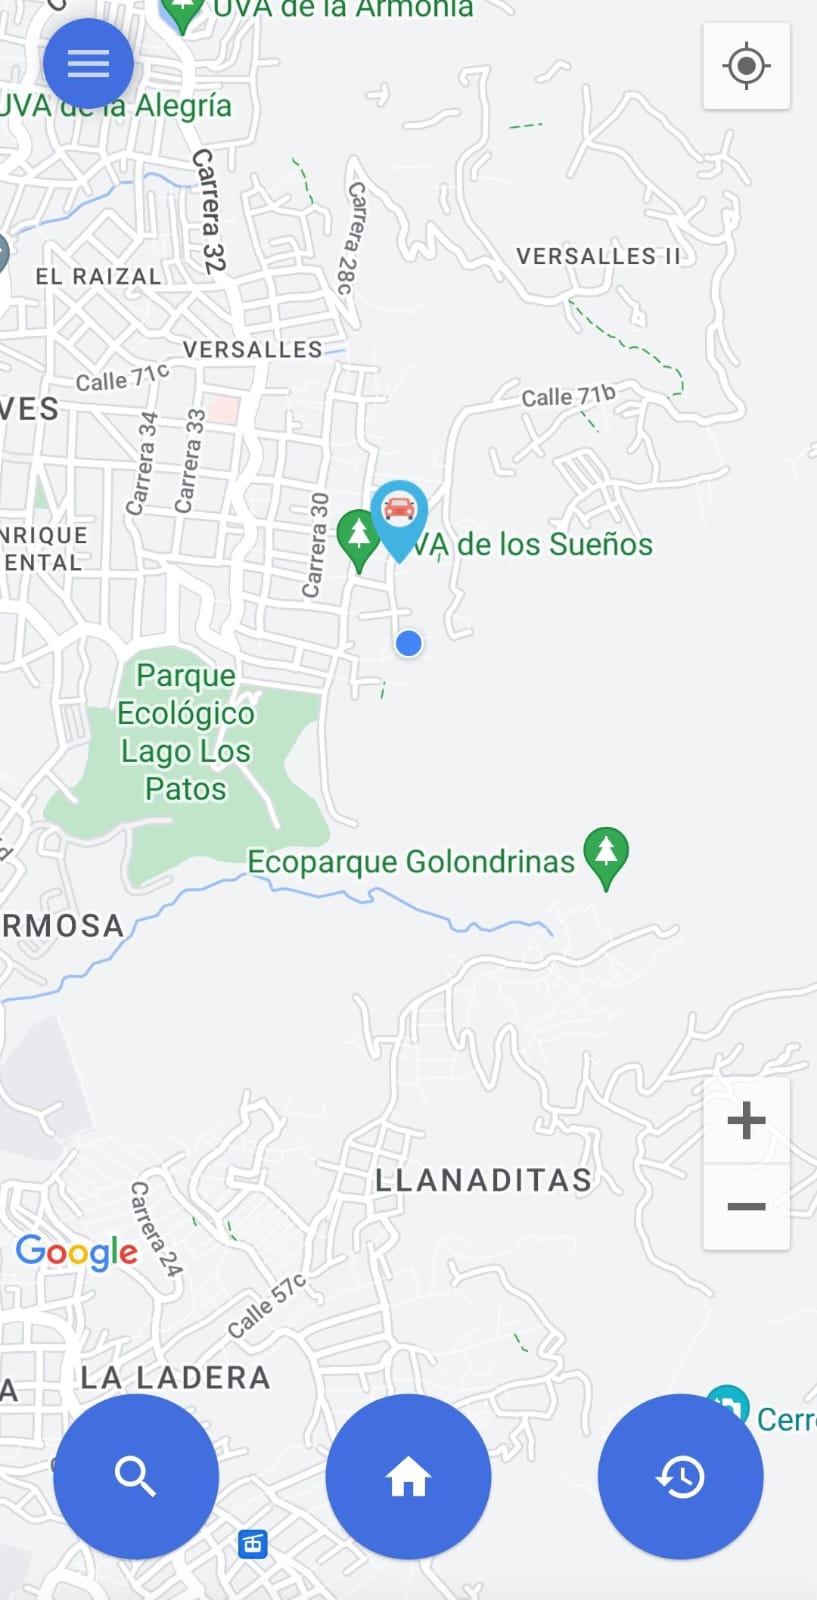 UVA de la Armonía
UVA de la Alegría
Carrera 32
Carrera 28c
EL RAIZAL
VERSALLES II
VERSALLES
Calle 71c
Calle 71b
VES
Carrera 34
Carrera 33
Carrera 30
NRIQUE
ENTAL
VA de los Sueños
Parque
Ecológico
Lago Los
Patos
Ecoparque Golondrinas
RMOSA
LLANADITAS
Carrera 24
Google
Calle 57c
LA LADERA
A
Cerr